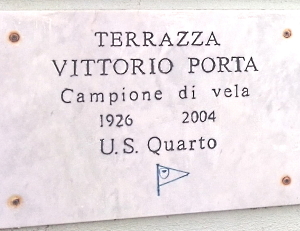 TERRAZZA
VITTORIO PORTA
Campione di vela
1926 2004
U.S. Quarto